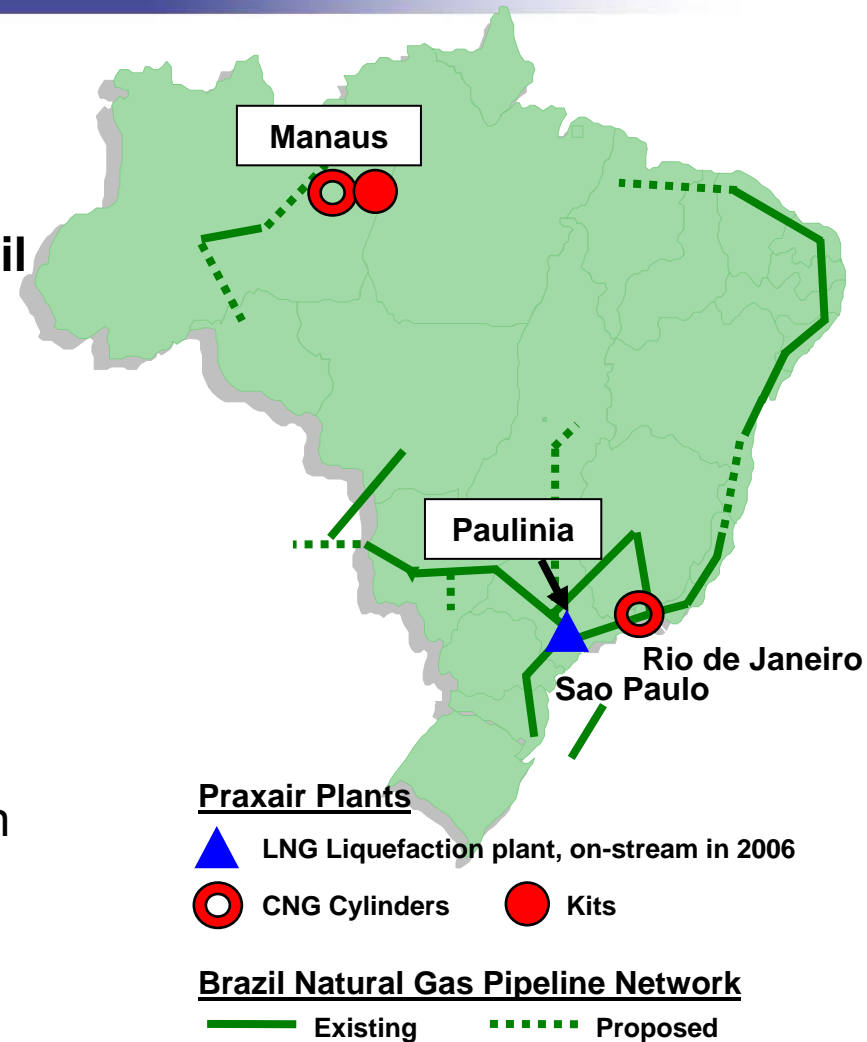 Manaus
il
Paulinia
Rio de Janeiro
Sao Paulo
n
Praxair Plants
LNG Liquefaction plant, on-stream in 2006
CNG Cylinders Kits
Brazil Natural Gas Pipeline Network
Existing Proposed